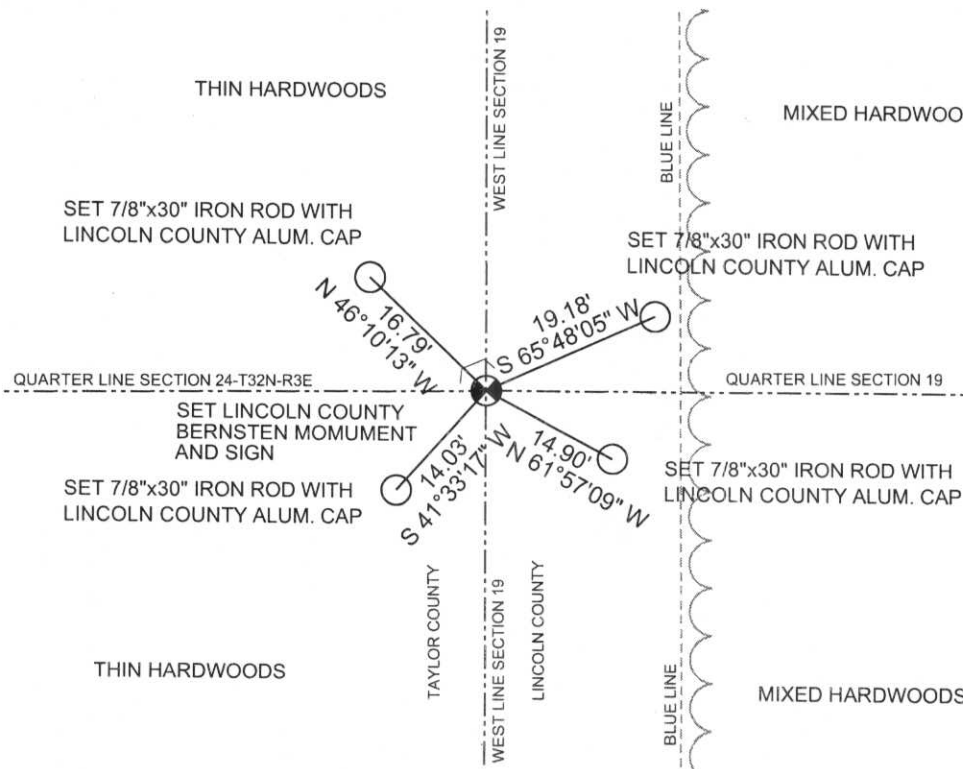 THIN HARDWOODS
WEST LINE SECTION 19
BLUE LINE
MIXED HARDWOO
SET 7/8"x30" IRON ROD WITH
LINCOLN COUNTY ALUM. CAP
SET 7/8"x30" IRON ROD WITH
LINCOLN COUNTY ALUM. CAP
16.79'
N 46°10'13" W
19.18'
S 65°48'05" W
QUARTER LINE SECTION 24-T32N-R3E
QUARTER LINE SECTION 19
SET LINCOLN COUNTY
BERNSTEN MOMUMENT
AND SIGN
14.03'
S 41°33'17" W
14.90'
N 61°57'09" W
SET 7/8"x30" IRON ROD WITH
LINCOLN COUNTY ALUM. CAP
SET 7/8"x30" IRON ROD WITH
LINCOLN COUNTY ALUM. CAP
TAYLOR COUNTY
WEST LINE SECTION 19
LINCOLN COUNTY
THIN HARDWOODS
BLUE LINE
MIXED HARDWOODS